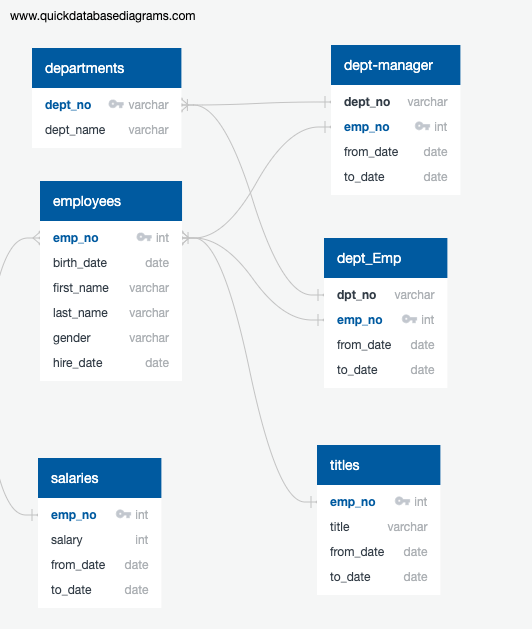 www.quickdatabasediagrams.com
departments
dept_no varchar
dept_name varchar
dept-manager
dept_no varchar
emp_no int
from_date date
to_date date
employees
emp_no int
birth_date date
first_name varchar
last_name varchar
gender varchar
hire_date date
dept_Emp
dpt_no varchar
emp_no int
from_date date
to_date date
salaries
emp_no int
salary int
from_date date
to_date date
titles
emp_no int
title varchar
from_date date
to_date date